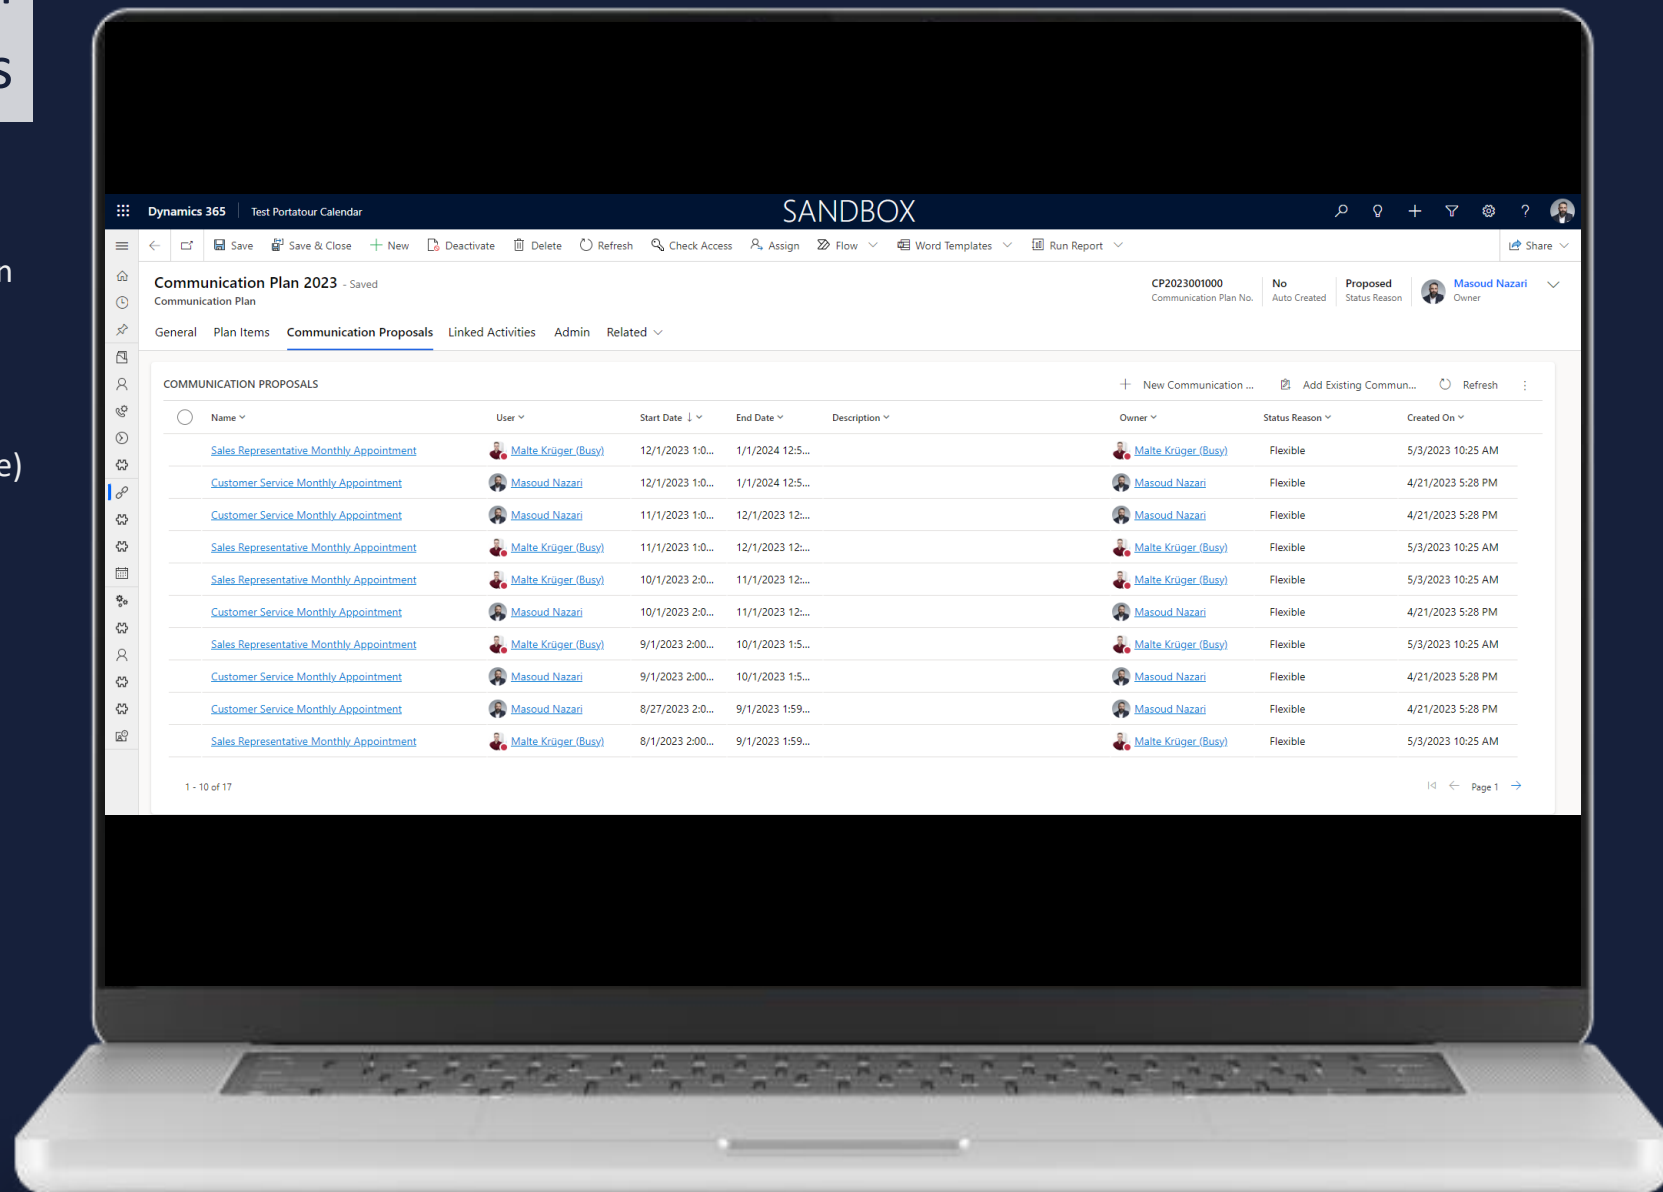 s
n
e)
Dynamics 365 Test Portatour Calendar SANDBOX
Save Save & Close New Deactivate Delete Refresh Check Access Assign Flow Word Templates Run Report Share
Communication Plan 2023 - Saved
Communication Plan
CP2023001000 No Proposed Masoud Nazari
Communication Plan No. Auto Created Status Reason Owner
General Plan Items Communication Proposals Linked Activities Admin Related
COMMUNICATION PROPOSALS New Communication ... Add Existing Commun... Refresh
Name User Start Date ↓ End Date Description Owner Status Reason Created On
Sales Representative Monthly Appointment Malte Krüger (Busy) 12/1/2023 1:0... 1/1/2024 12:5... Malte Krüger (Busy) Flexible 5/3/2023 10:25 AM
Customer Service Monthly Appointment Masoud Nazari 12/1/2023 1:0... 1/1/2024 12:5... Masoud Nazari Flexible 4/21/2023 5:28 PM
Customer Service Monthly Appointment Masoud Nazari 11/1/2023 1:0... 12/1/2023 12:... Masoud Nazari Flexible 4/21/2023 5:28 PM
Sales Representative Monthly Appointment Malte Krüger (Busy) 11/1/2023 1:0... 12/1/2023 12:... Malte Krüger (Busy) Flexible 5/3/2023 10:25 AM
Sales Representative Monthly Appointment Malte Krüger (Busy) 10/1/2023 2:0... 11/1/2023 12:... Malte Krüger (Busy) Flexible 5/3/2023 10:25 AM
Customer Service Monthly Appointment Masoud Nazari 10/1/2023 2:0... 11/1/2023 12:... Masoud Nazari Flexible 4/21/2023 5:28 PM
Sales Representative Monthly Appointment Malte Krüger (Busy) 9/1/2023 2:00... 10/1/2023 1:5... Malte Krüger (Busy) Flexible 5/3/2023 10:25 AM
Customer Service Monthly Appointment Masoud Nazari 9/1/2023 2:00... 10/1/2023 1:5... Masoud Nazari Flexible 4/21/2023 5:28 PM
Customer Service Monthly Appointment Masoud Nazari 8/27/2023 2:0... 9/1/2023 1:59... Masoud Nazari Flexible 4/21/2023 5:28 PM
Sales Representative Monthly Appointment Malte Krüger (Busy) 8/1/2023 2:00... 9/1/2023 1:59... Malte Krüger (Busy) Flexible 5/3/2023 10:25 AM
1 - 10 of 17 Page 1